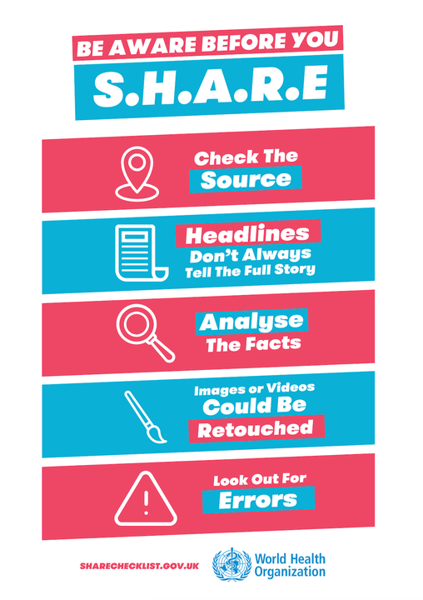 BE AWARE BEFORE YOU
S.H.A.R.E
Check The
Source
Headlines
Don't Always
Tell The Full Story
Analyse
The Facts
Images or Videos
Could Be
Retouched
Look Out For
Errors
SHARECHECKLIST.GOV.UK
World Health
Organization